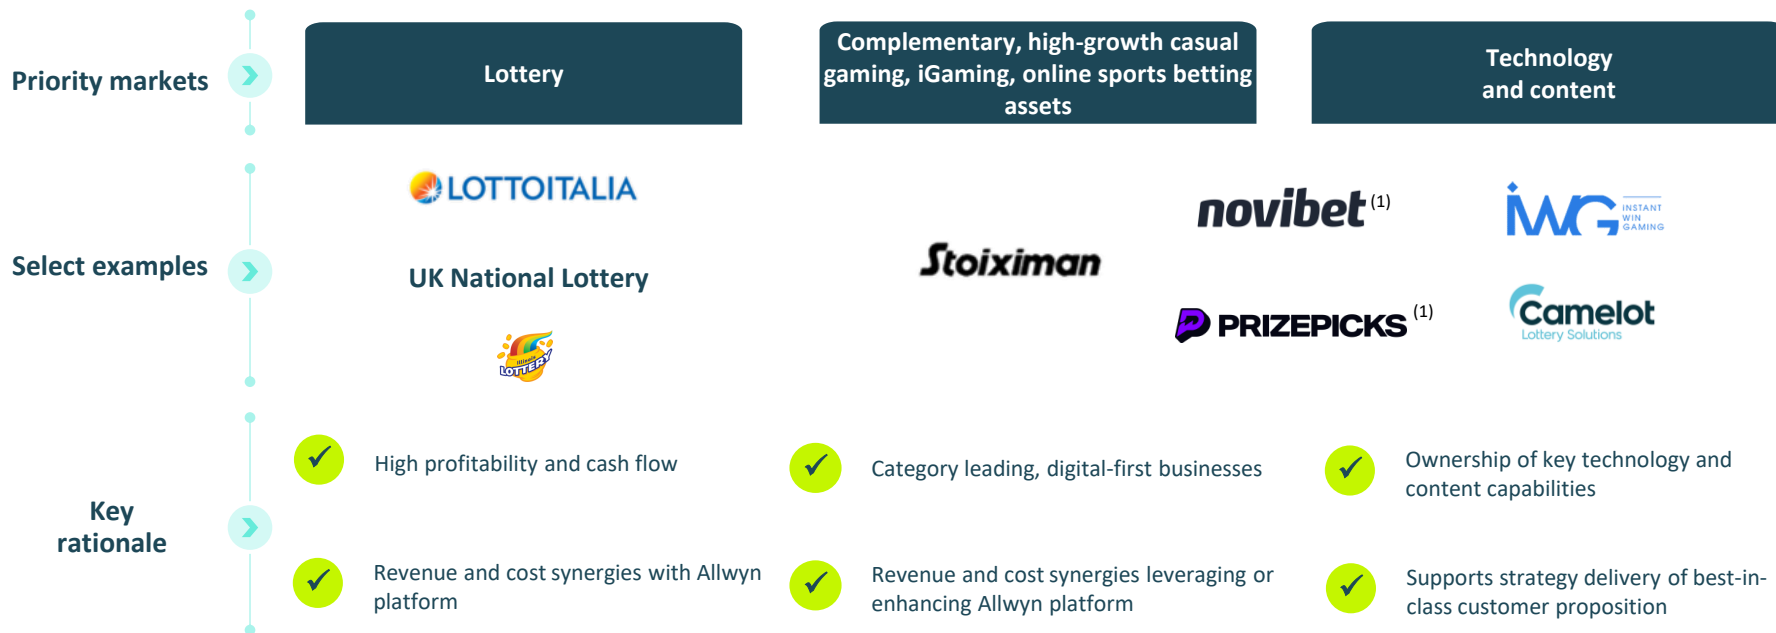 Priority markets
Lottery
Complementary, high-growth casual
gaming, iGaming, online sports betting
assets
Technology
and content
Select examples
LOTTOITALIA
UK National Lottery
Illinois
LOTTERY
Stoiximan
novibet (1)
PRIZEPICKS (1)
iWG INSTANT
WIN
GAMING
Camelot
Lottery Solutions
Key
rationale
High profitability and cash flow
Revenue and cost synergies with Allwyn
platform
Category leading, digital-first businesses
Revenue and cost synergies leveraging or
enhancing Allwyn platform
Ownership of key technology and
content capabilities
Supports strategy delivery of best-in-
class customer proposition